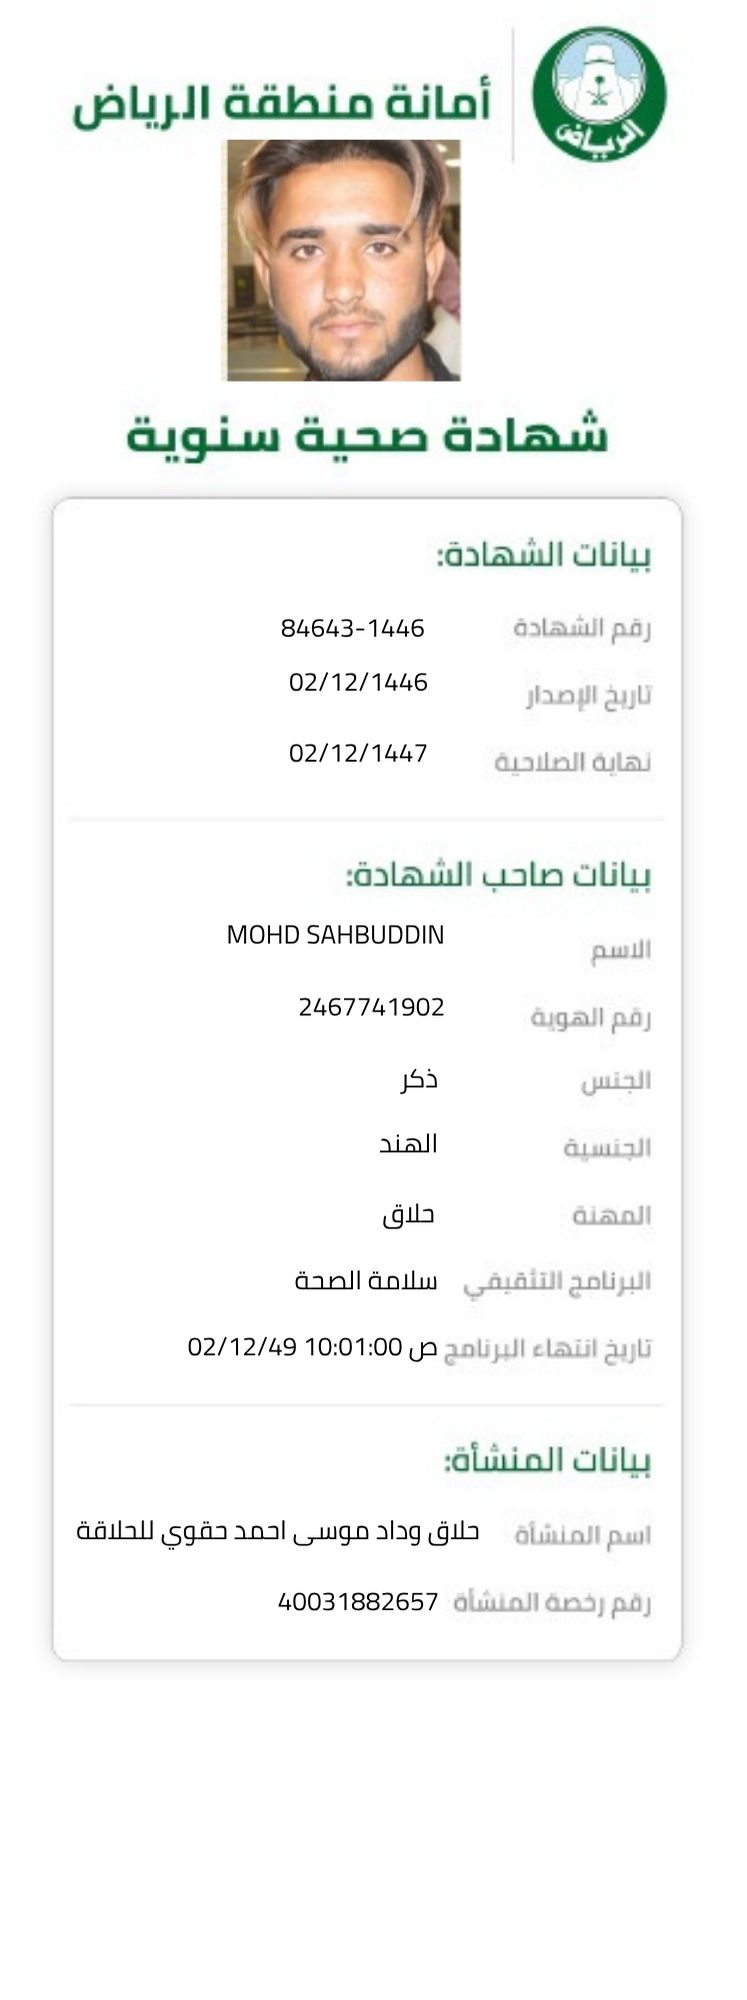 أمانة منطقة الرياض
الرياض
شهادة صحية سنوية
بيانات الشهادة:
رقم الشهادة 84643-1446
تاريخ الإصدار 02/12/1446
نهاية الصلاحية 02/12/1447
بيانات صاحب الشهادة:
الاسم MOHD SAHBUDDIN
رقم الهوية 2467741902
الجنس ذكر
الجنسية الهند
المهنة حلاق
البرنامج التثقيفي سلامة الصحة
تاريخ انتهاء البرنامج ص 10:01:00 02/12/49
بيانات المنشأة:
اسم المنشأة حلاق وداد موسى احمد حقوي للحلاقة
رقم رخصة المنشأة 40031882657